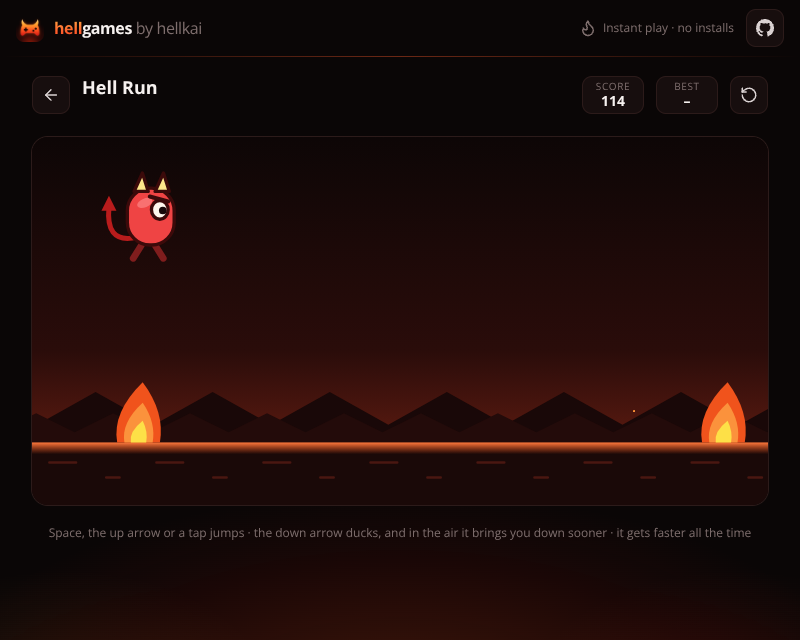 hellgames by hellkai
Instant play · no installs
Hell Run
SCORE
114
BEST
–
Space, the up arrow or a tap jumps · the down arrow ducks, and in the air it brings you down sooner · it gets faster all the time